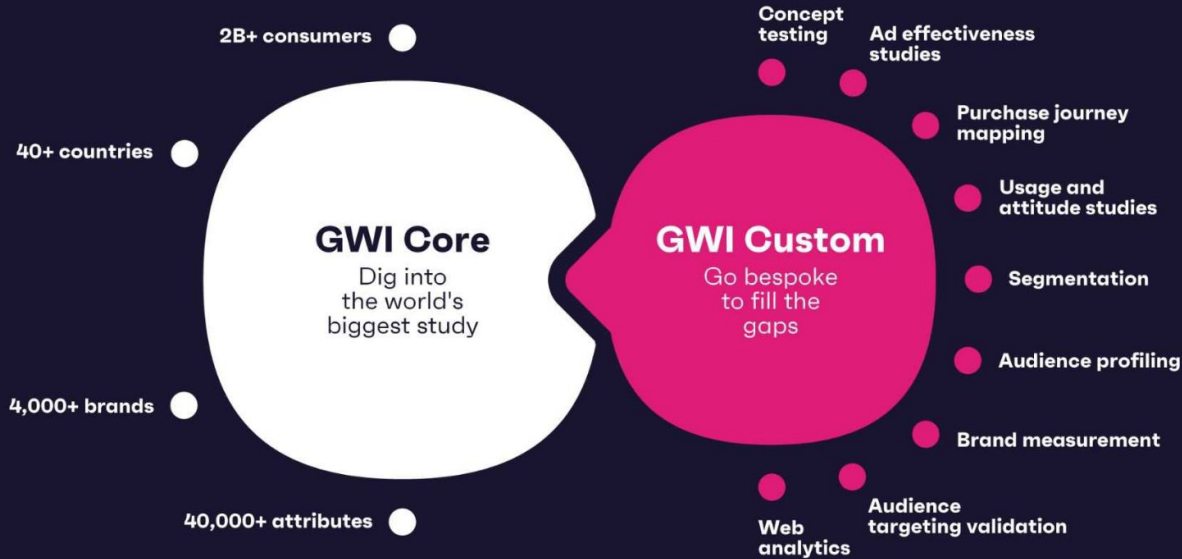 2B+ consumers
40+ countries
GWI Core
Dig into
the world's
biggest study
4,000+ brands
40,000+ attributes
Concept
testing
Ad effectiveness
studies
Purchase journey
mapping
Usage and
attitude studies
GWI Custom
Go bespoke
to fill the
gaps
Segmentation
Audience profiling
Brand measurement
Audience
targeting validation
Web
analytics